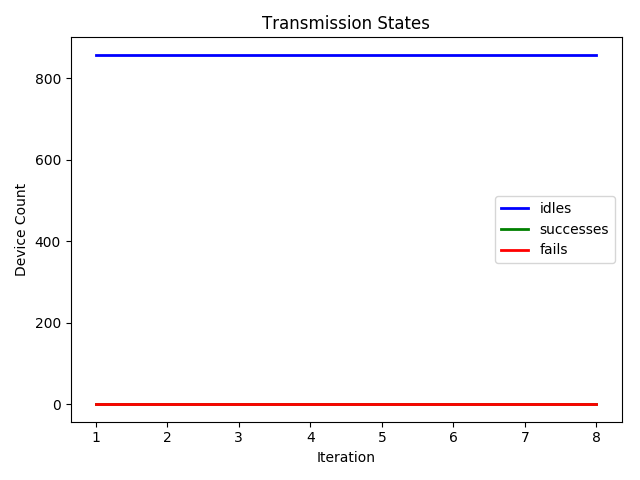 Transmission States
Device Count
800
600
400
200
0
idles
successes
fails
1 2 3 4 5 6 7 8
Iteration